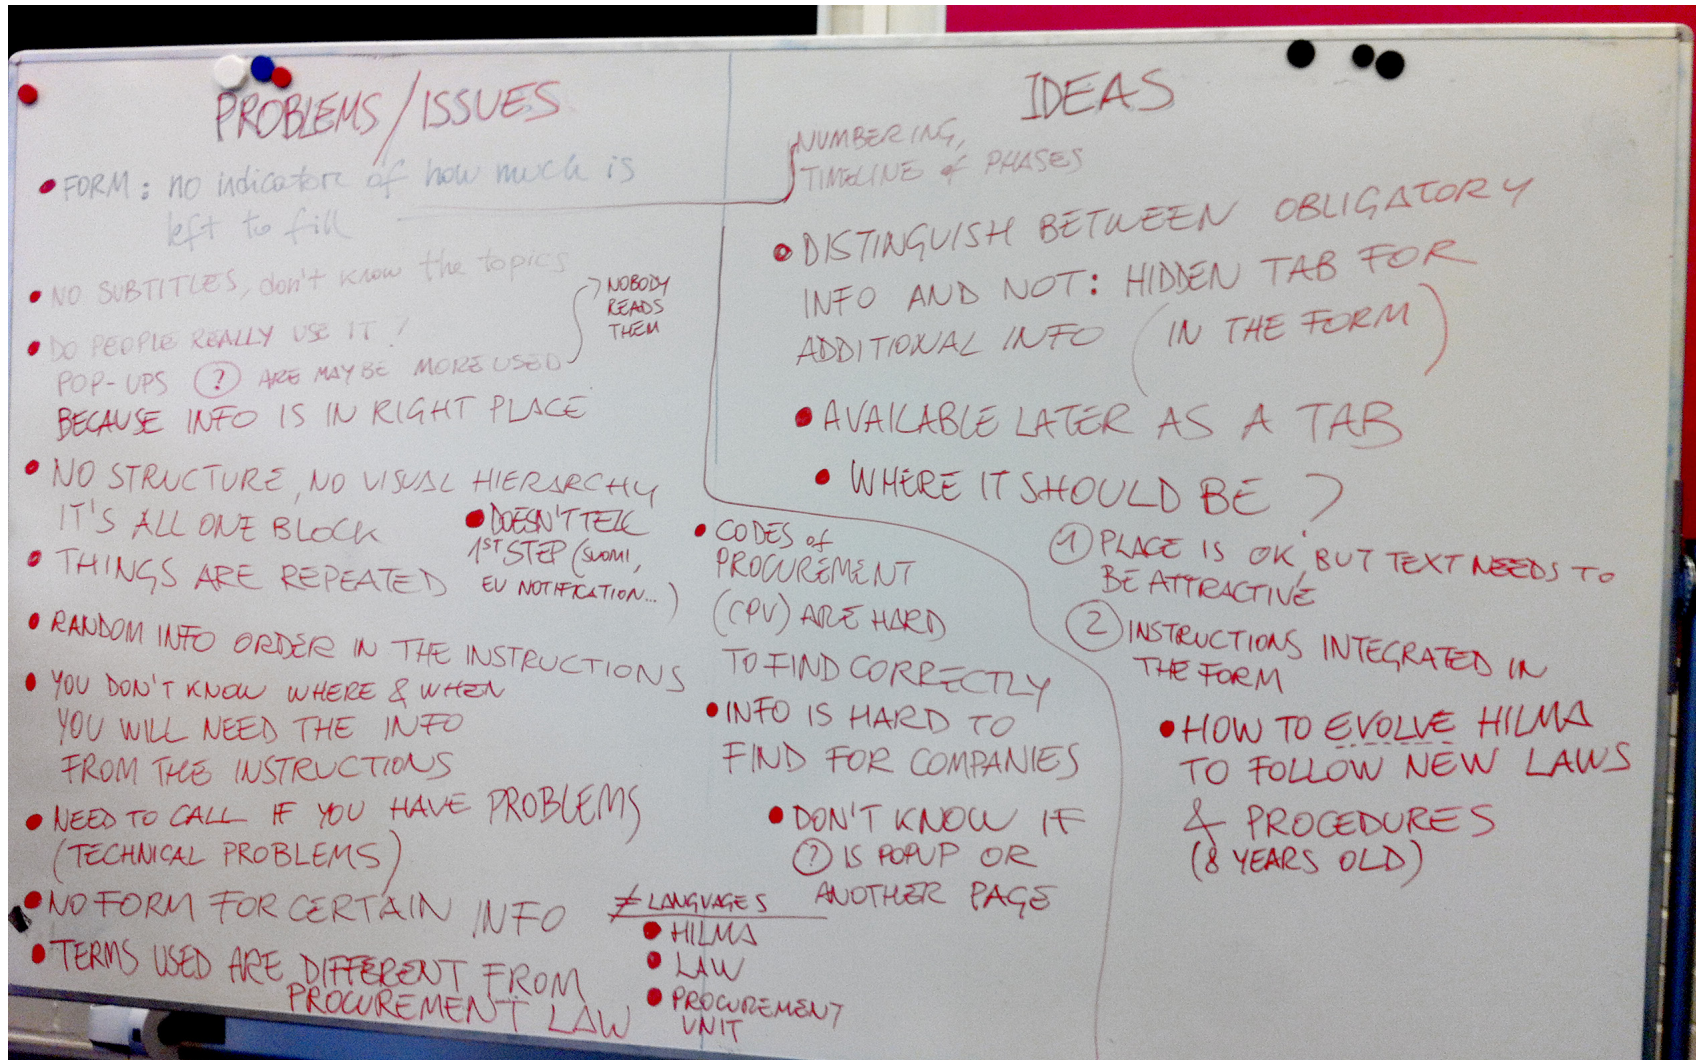 PROBLEMS/ISSUES
• FORM: no indicator of how much is
left to fill
• NO SUBTITLES, don't know the topics
• DO PEOPLE REALLY USE IT?
POP-UPS ? ARE MAYBE MORE USED
BECAUSE INFO IS IN RIGHT PLACE
NOBODY
READS
THEM
• NO STRUCTURE, NO VISUAL HIERARCHY
IT'S ALL ONE BLOCK
• DOESN'T TELL
1ST STEP (SUOMI,
EU NOTIFICATION...)
• THINGS ARE REPEATED
• RANDOM INFO ORDER IN THE INSTRUCTIONS
• YOU DON'T KNOW WHERE & WHEN
YOU WILL NEED THE INFO
FROM THE INSTRUCTIONS
• NEED TO CALL IF YOU HAVE PROBLEMS
(TECHNICAL PROBLEMS)
• NO FORM FOR CERTAIN INFO
• TERMS USED ARE DIFFERENT FROM
PROCUREMENT LAW
≠ LANGUAGES
• HILMA
• LAW
• PROCUREMENT
UNIT
• CODES of
PROCUREMENT
(CPV) ARE HARD
TO FIND CORRECTLY
• INFO IS HARD TO
FIND FOR COMPANIES
• DON'T KNOW IF
? IS POPUP OR
ANOTHER PAGE
IDEAS
NUMBERING,
TIMELINE of PHASES
• DISTINGUISH BETWEEN OBLIGATORY
INFO AND NOT: HIDDEN TAB FOR
ADDITIONAL INFO (IN THE FORM)
• AVAILABLE LATER AS A TAB
• WHERE IT SHOULD BE?
1 PLACE IS OK, BUT TEXT NEEDS TO
BE ATTRACTIVE
2 INSTRUCTIONS INTEGRATED IN
THE FORM
• HOW TO EVOLVE HILMA
TO FOLLOW NEW LAWS
& PROCEDURES
(8 YEARS OLD)